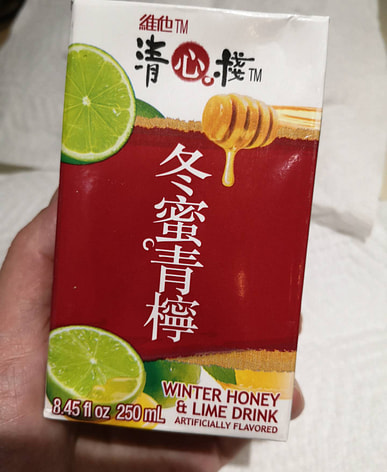 維他™
清心棧™
冬蜜青檸
WINTER HONEY
& LIME DRINK
ARTIFICIALLY FLAVORED
8.45 fl oz 250 mL